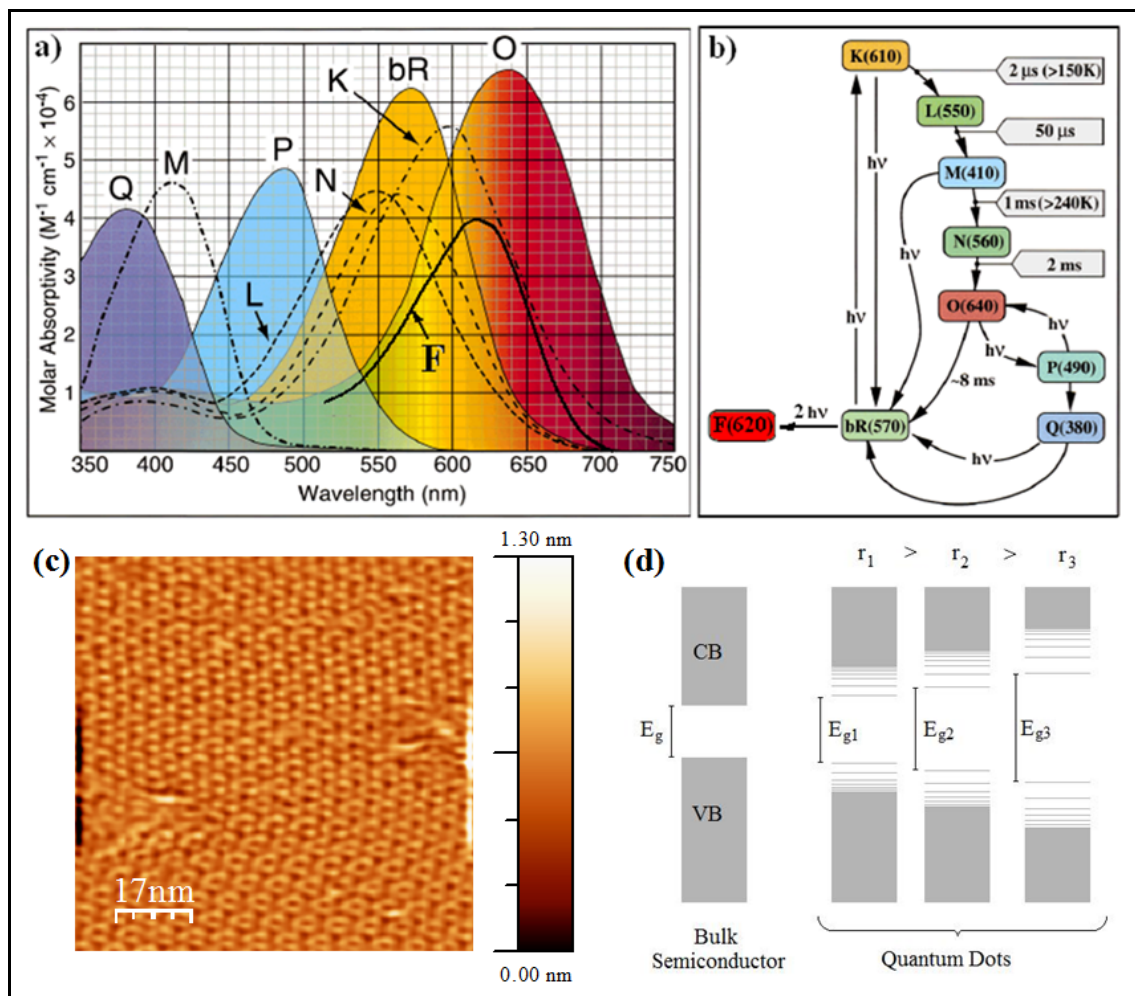 a)
Q
M
P
N
K
bR
O
L
F
Molar Absorptivity (M⁻¹ cm⁻¹ × 10⁻⁴)
6
5
4
3
2
1
350 400 450 500 550 600 650 700 750
Wavelength (nm)
b)
K(610)
2 μs (>150K)
L(550)
50 μs
M(410)
1 ms (>240K)
N(560)
2 ms
O(640)
hν
hν
hν
hν
hν
P(490)
~8 ms
F(620)
2 hν
bR(570)
hν
Q(380)
(c)
1.30 nm
17nm
0.00 nm
(d)
r₁ > r₂ > r₃
CB
E_g
E_g1
E_g2
E_g3
VB
Bulk
Semiconductor
Quantum Dots